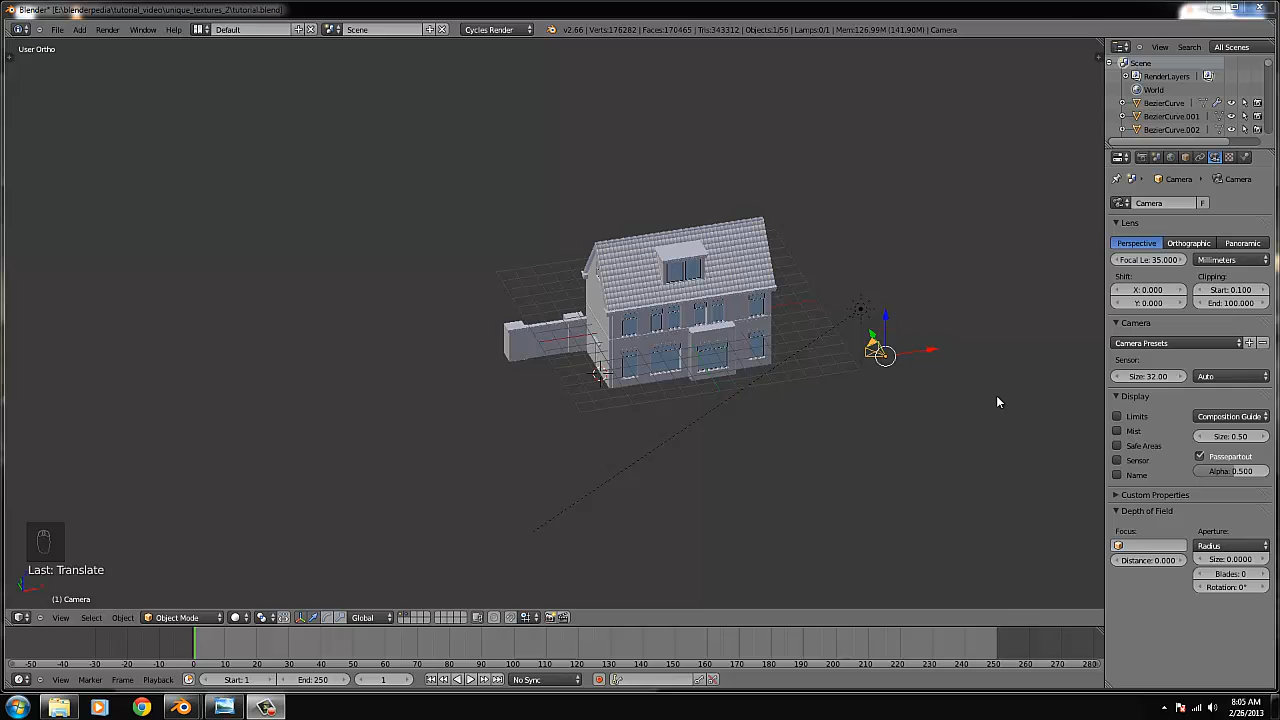 Blender* [E:\blenderpedia\tutorial_video\unique_textures_2\tutorial.blend]
File Add Render Window Help Default Scene Cycles Render v2.66 | Verts:176282 | Faces:170465 | Tris:343312 | Objects:1/56 | Lamps:0/1 | Mem:126.99M (141.90M) | Camera
User Ortho
View Search All Scenes
Scene
RenderLayers
World
BezierCurve
BezierCurve.001
BezierCurve.002
Camera Camera
Camera F
Lens
Perspective Orthographic Panoramic
Focal Le: 35.000 Millimeters
Shift: Clipping:
X: 0.000 Start: 0.100
Y: 0.000 End: 100.000
Camera
Camera Presets
Sensor:
Size: 32.00 Auto
Display
Limits Composition Guide
Mist Size: 0.50
Safe Areas Passepartout
Sensor Alpha: 0.500
Name
Custom Properties
Depth of Field
Focus: Aperture:
Radius
Distance: 0.000 Size: 0.0000
Blades: 0
Rotation: 0°
Last: Translate
(1) Camera
View Select Object Object Mode Global
-50 -40 -30 -20 -10 0 10 20 30 40 50 60 70 80 90 100 110 120 130 140 150 160 170 180 190 200 210 220 230 240 250 260 270 280
View Marker Frame Playback Start: 1 End: 250 1 No Sync
8:05 AM
2/26/2013